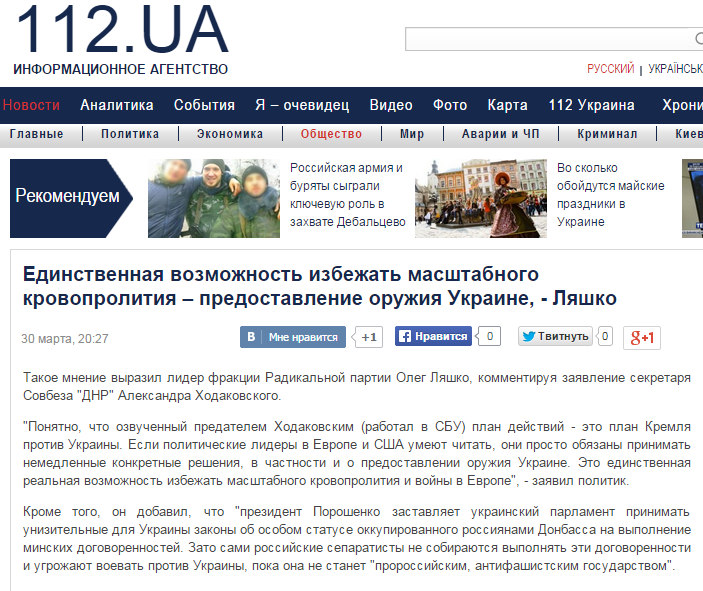 112.UA
ИНФОРМАЦИОННОЕ АГЕНТСТВО
РУССКИЙ | УКРАЇНСЬК
Новости Аналитика События Я – очевидец Видео Фото Карта 112 Украина Хрони
Главные | Политика | Экономика | Общество | Мир | Аварии и ЧП | Криминал | Киев
Рекомендуем
Российская армия и
буряты сыграли
ключевую роль в
захвате Дебальцево
Во сколько
обойдутся майские
праздники в
Украине
Единственная возможность избежать масштабного
кровопролития – предоставление оружия Украине, - Ляшко
30 марта, 20:27
В Мне нравится +1
Нравится 0
Твитнуть 0
g+1
Такое мнение выразил лидер фракции Радикальной партии Олег Ляшко, комментируя заявление секретаря
Совбеза "ДНР" Александра Ходаковского.
"Понятно, что озвученный предателем Ходаковским (работал в СБУ) план действий - это план Кремля
против Украины. Если политические лидеры в Европе и США умеют читать, они просто обязаны принимать
немедленные конкретные решения, в частности и о предоставлении оружия Украине. Это единственная
реальная возможность избежать масштабного кровопролития и войны в Европе", - заявил политик.
Кроме того, он добавил, что "президент Порошенко заставляет украинский парламент принимать
унизительные для Украины законы об особом статусе оккупированного россиянами Донбасса на выполнение
минских договоренностей. Зато сами российские сепаратисты не собираются выполнять эти договоренности
и угрожают воевать против Украины, пока она не станет "пророссийским, антифашистским государством".